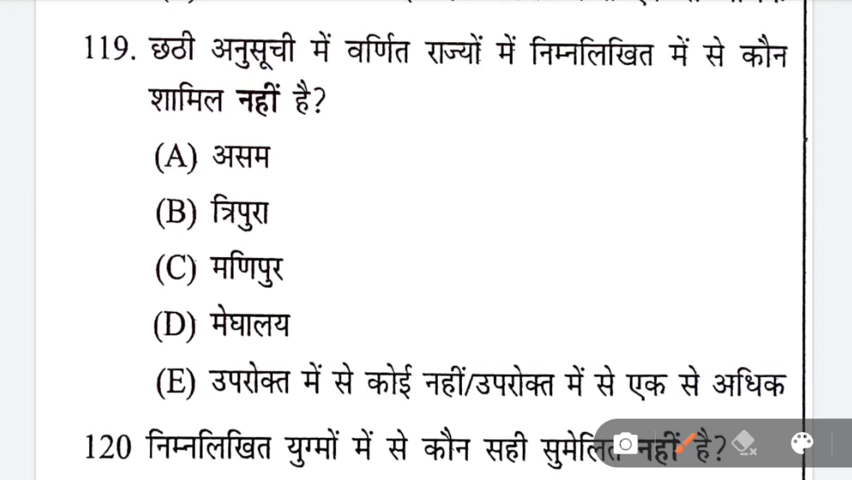 119. छठी अनुसूची में वर्णित राज्यों में निम्नलिखित में से कौन
शामिल नहीं है?
(A) असम
(B) त्रिपुरा
(C) मणिपुर
(D) मेघालय
(E) उपरोक्त में से कोई नहीं/उपरोक्त में से एक से अधिक
120 निम्नलिखित युग्मों में से कौन सही सुमेलित नहीं है?